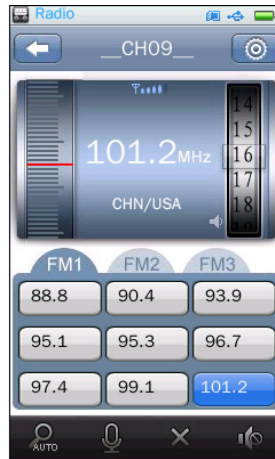 Radio
__CH09__
14
15
101.2MHz
16
17
CHN/USA
18
FM1 FM2 FM3
88.8 90.4 93.9
95.1 95.3 96.7
97.4 99.1 101.2
AUTO